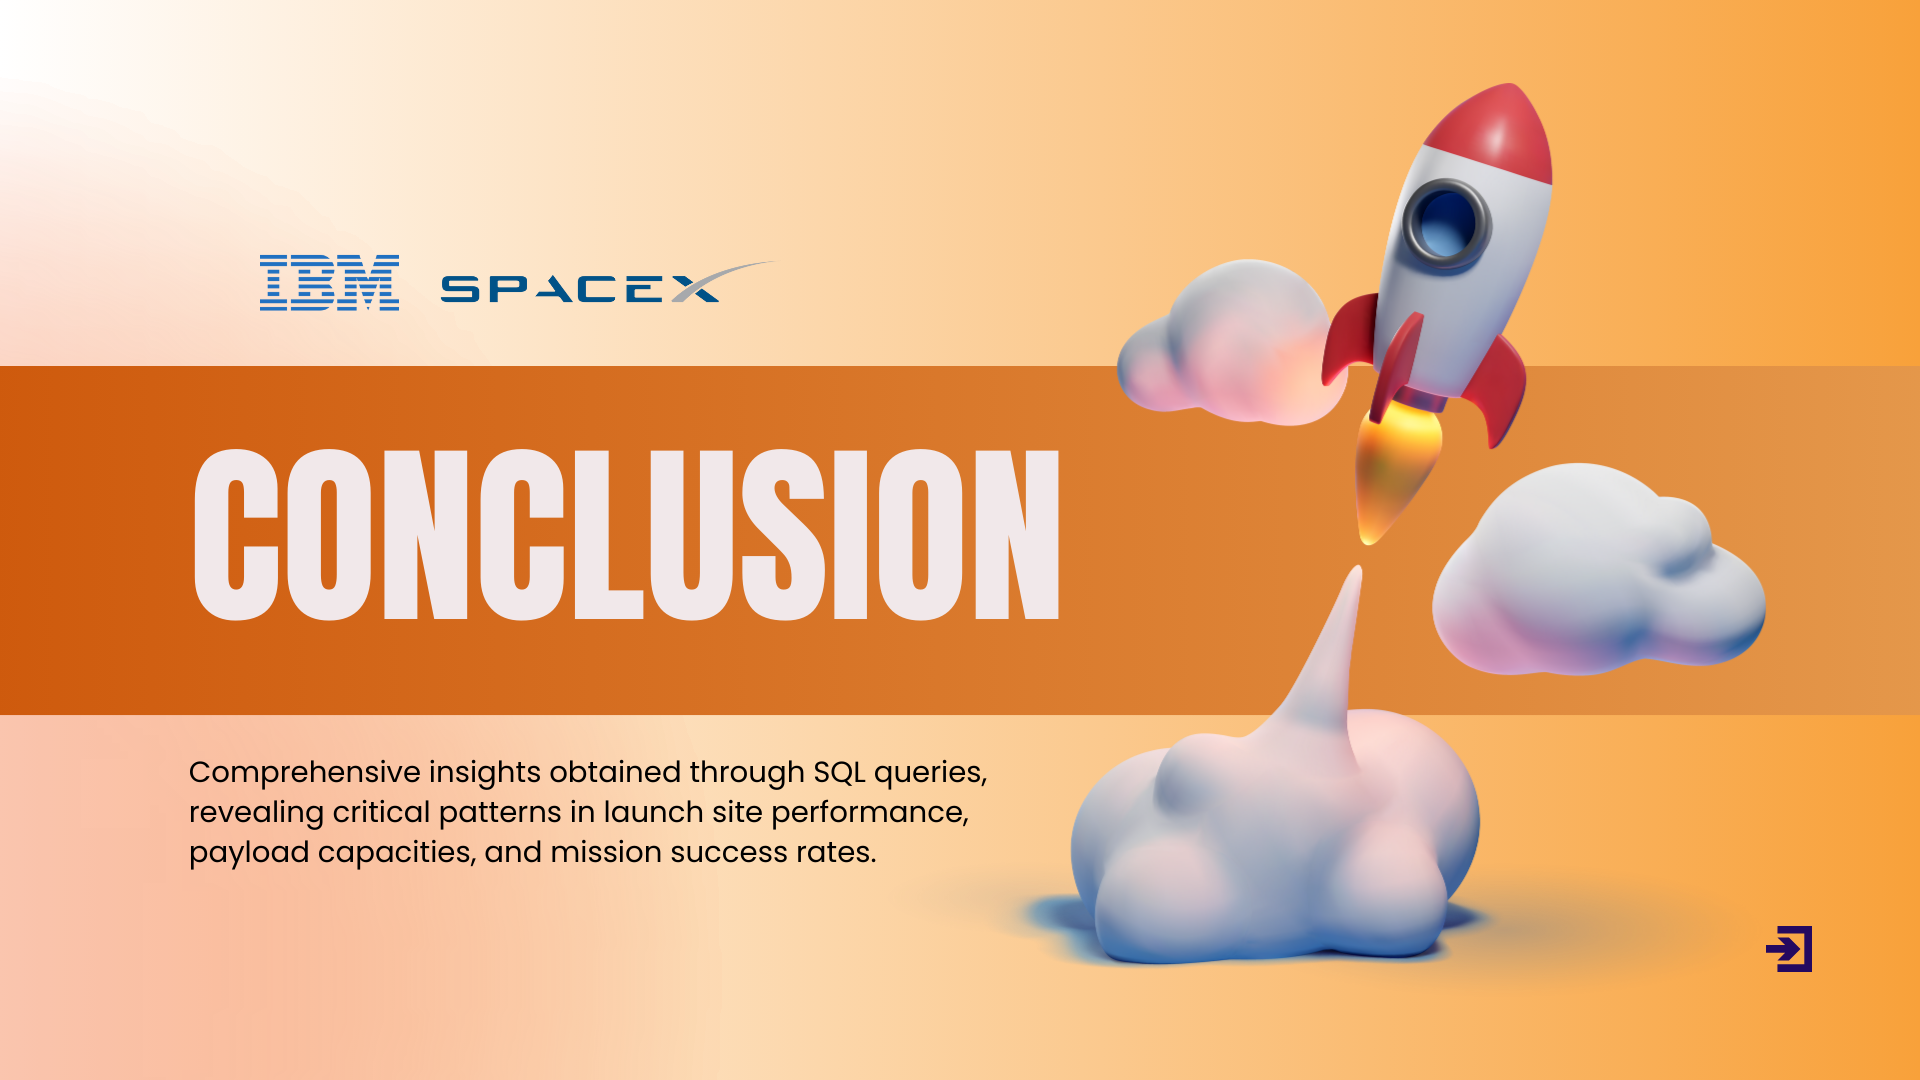 IBM SPACEX
CONCLUSION
Comprehensive insights obtained through SQL queries,
revealing critical patterns in launch site performance,
payload capacities, and mission success rates.